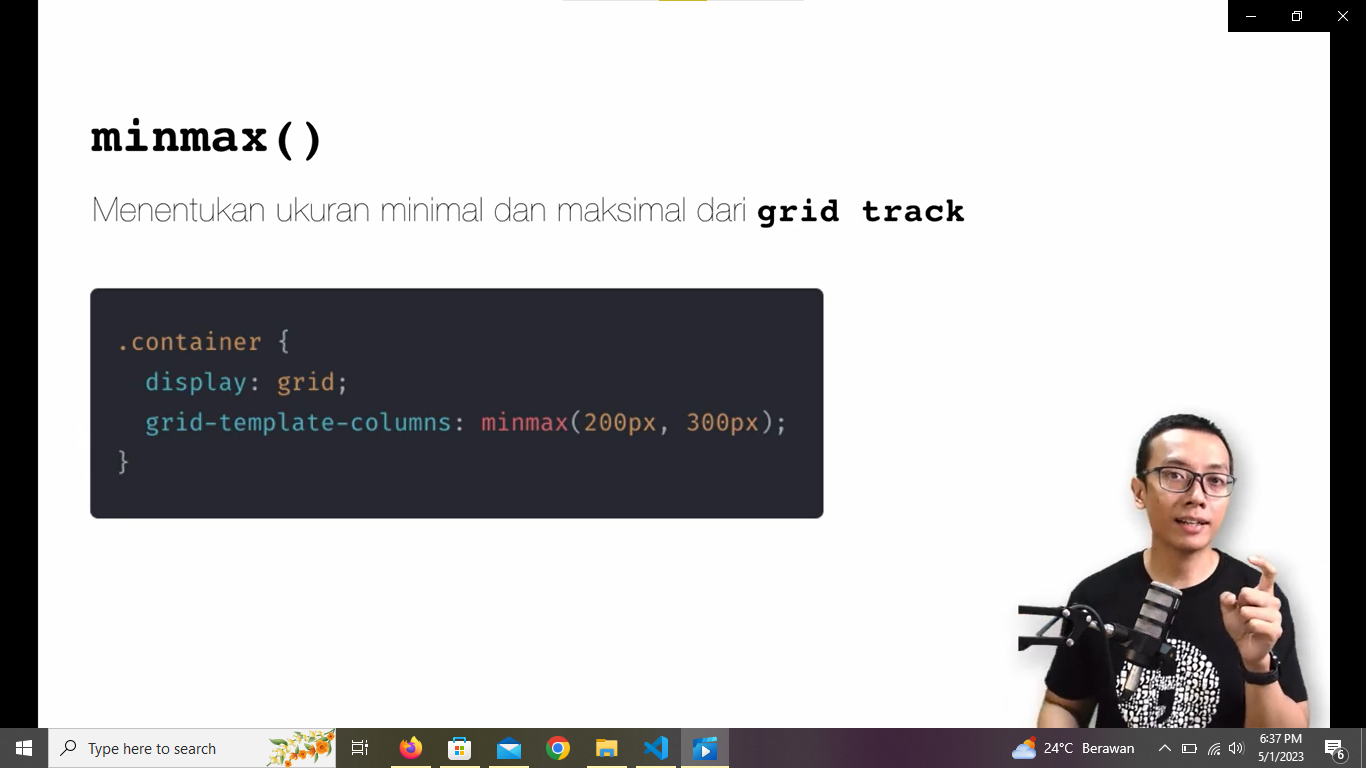 minmax()
Menentukan ukuran minimal dan maksimal dari grid track
.container {
display: grid;
grid-template-columns: minmax(200px, 300px);
}
Type here to search
24°C Berawan
6:37 PM
5/1/2023
6